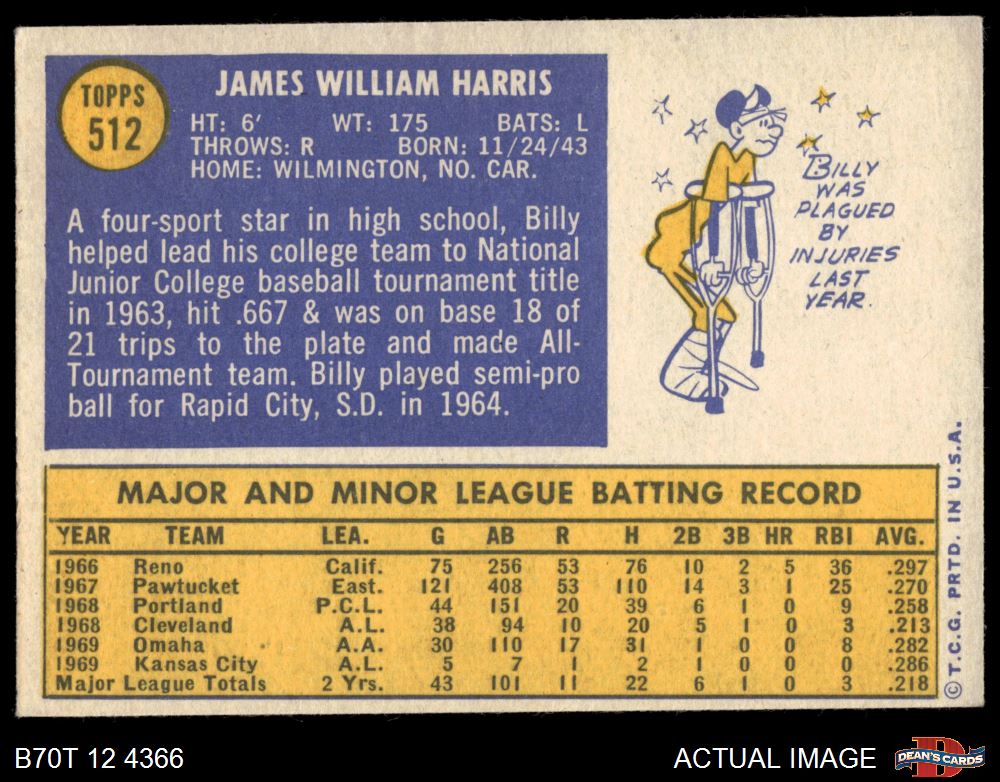 TOPPS
512
JAMES WILLIAM HARRIS
HT: 6' WT: 175 BATS: L
THROWS: R BORN: 11/24/43
HOME: WILMINGTON, NO. CAR.
A four-sport star in high school, Billy
helped lead his college team to National
Junior College baseball tournament title
in 1963, hit .667 & was on base 18 of
21 trips to the plate and made All-
Tournament team. Billy played semi-pro
ball for Rapid City, S.D. in 1964.
BILLY
WAS
PLAGUED
BY
INJURIES
LAST
YEAR.
MAJOR AND MINOR LEAGUE BATTING RECORD
YEAR TEAM LEA. G AB R H 2B 3B HR RBI AVG.
1966 Reno Calif. 75 256 53 76 10 2 5 36 .297
1967 Pawtucket East. 121 408 53 110 14 3 1 25 .270
1968 Portland P.C.L. 44 151 20 39 6 1 0 9 .258
1968 Cleveland A.L. 38 94 10 20 5 1 0 3 .213
1969 Omaha A.A. 30 110 17 31 1 0 0 8 .282
1969 Kansas City A.L. 5 7 1 2 1 0 0 0 .286
Major League Totals 2 Yrs. 43 101 11 22 6 1 0 3 .218
© T.C.G. PRTD. IN U.S.A.
B70T 12 4366
ACTUAL IMAGE
D
DEAN'S CARDS